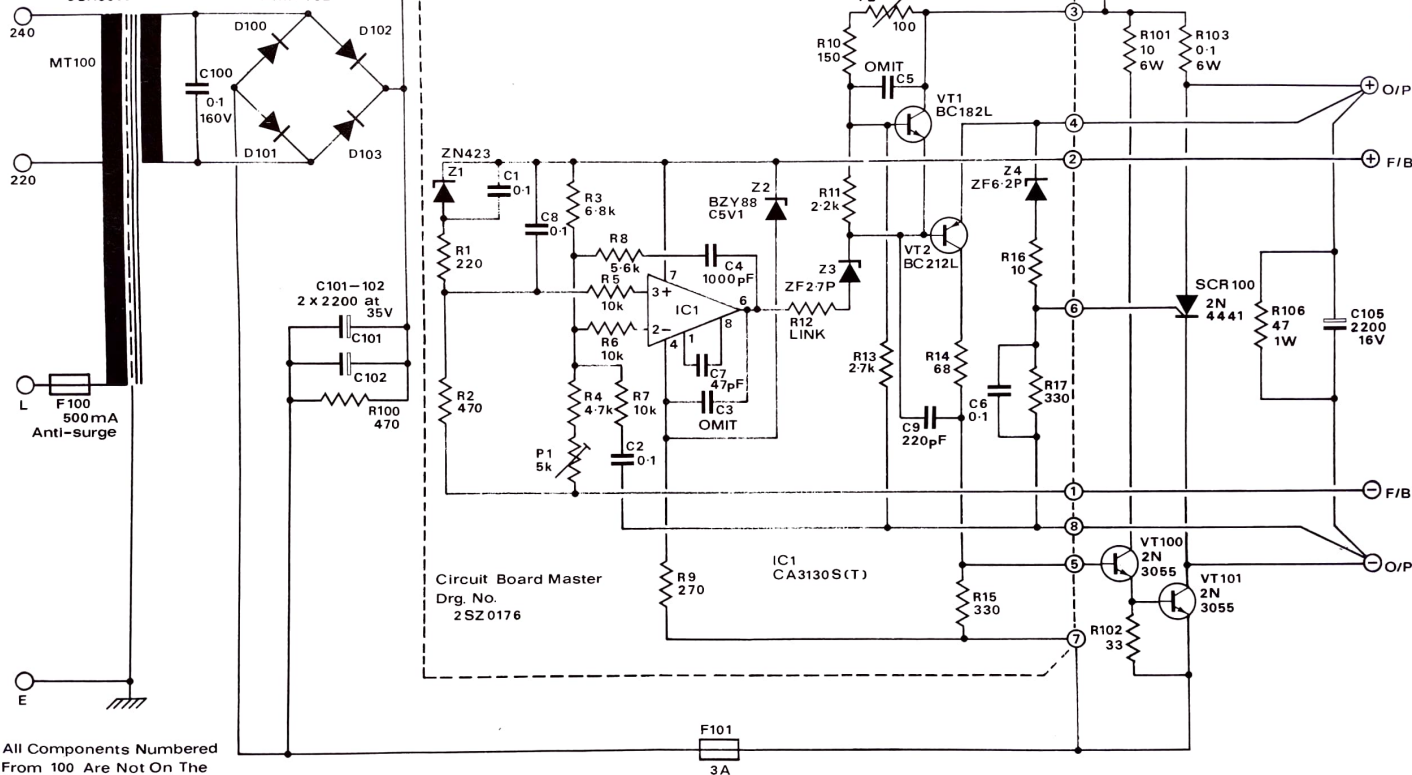 240
220
MT100
L
F100
500mA
Anti-surge
E
C100
0·1
160V
D100
D102
D101
D103
C101–102
2 x 2200 at
35V
C101
C102
R100
470
ZN423
Z1
C1
0·1
R1
220
R2
470
C8
0·1
R3
6·8k
R8
5·6k
C4
1000pF
R5
10k
R6
10k
3+
2–
IC1
7
6
8
1
4
C7
47pF
C3
OMIT
R4
4·7k
R7
10k
P1
5k
C2
0·1
Z2
BZY88
C5V1
R12
LINK
Z3
ZF2·7P
R9
270
100
R10
150
OMIT
C5
VT1
BC182L
R11
2.2k
VT2
BC212L
R13
2·7k
R14
68
C9
220pF
C6
0·1
R15
330
Z4
ZF6·2P
R16
10
R17
330
3
4
2
6
1
8
5
7
R101
10
6W
R103
0·1
6W
SCR100
2N
4441
R106
47
1W
C105
2200
16V
+ O/P
+ F/B
– F/B
– O/P
VT100
2N
3055
VT101
2N
3055
R102
33
IC1
CA3130S(T)
Circuit Board Master
Drg. No.
2SZ0176
F101
3A
All Components Numbered
From 100 Are Not On The